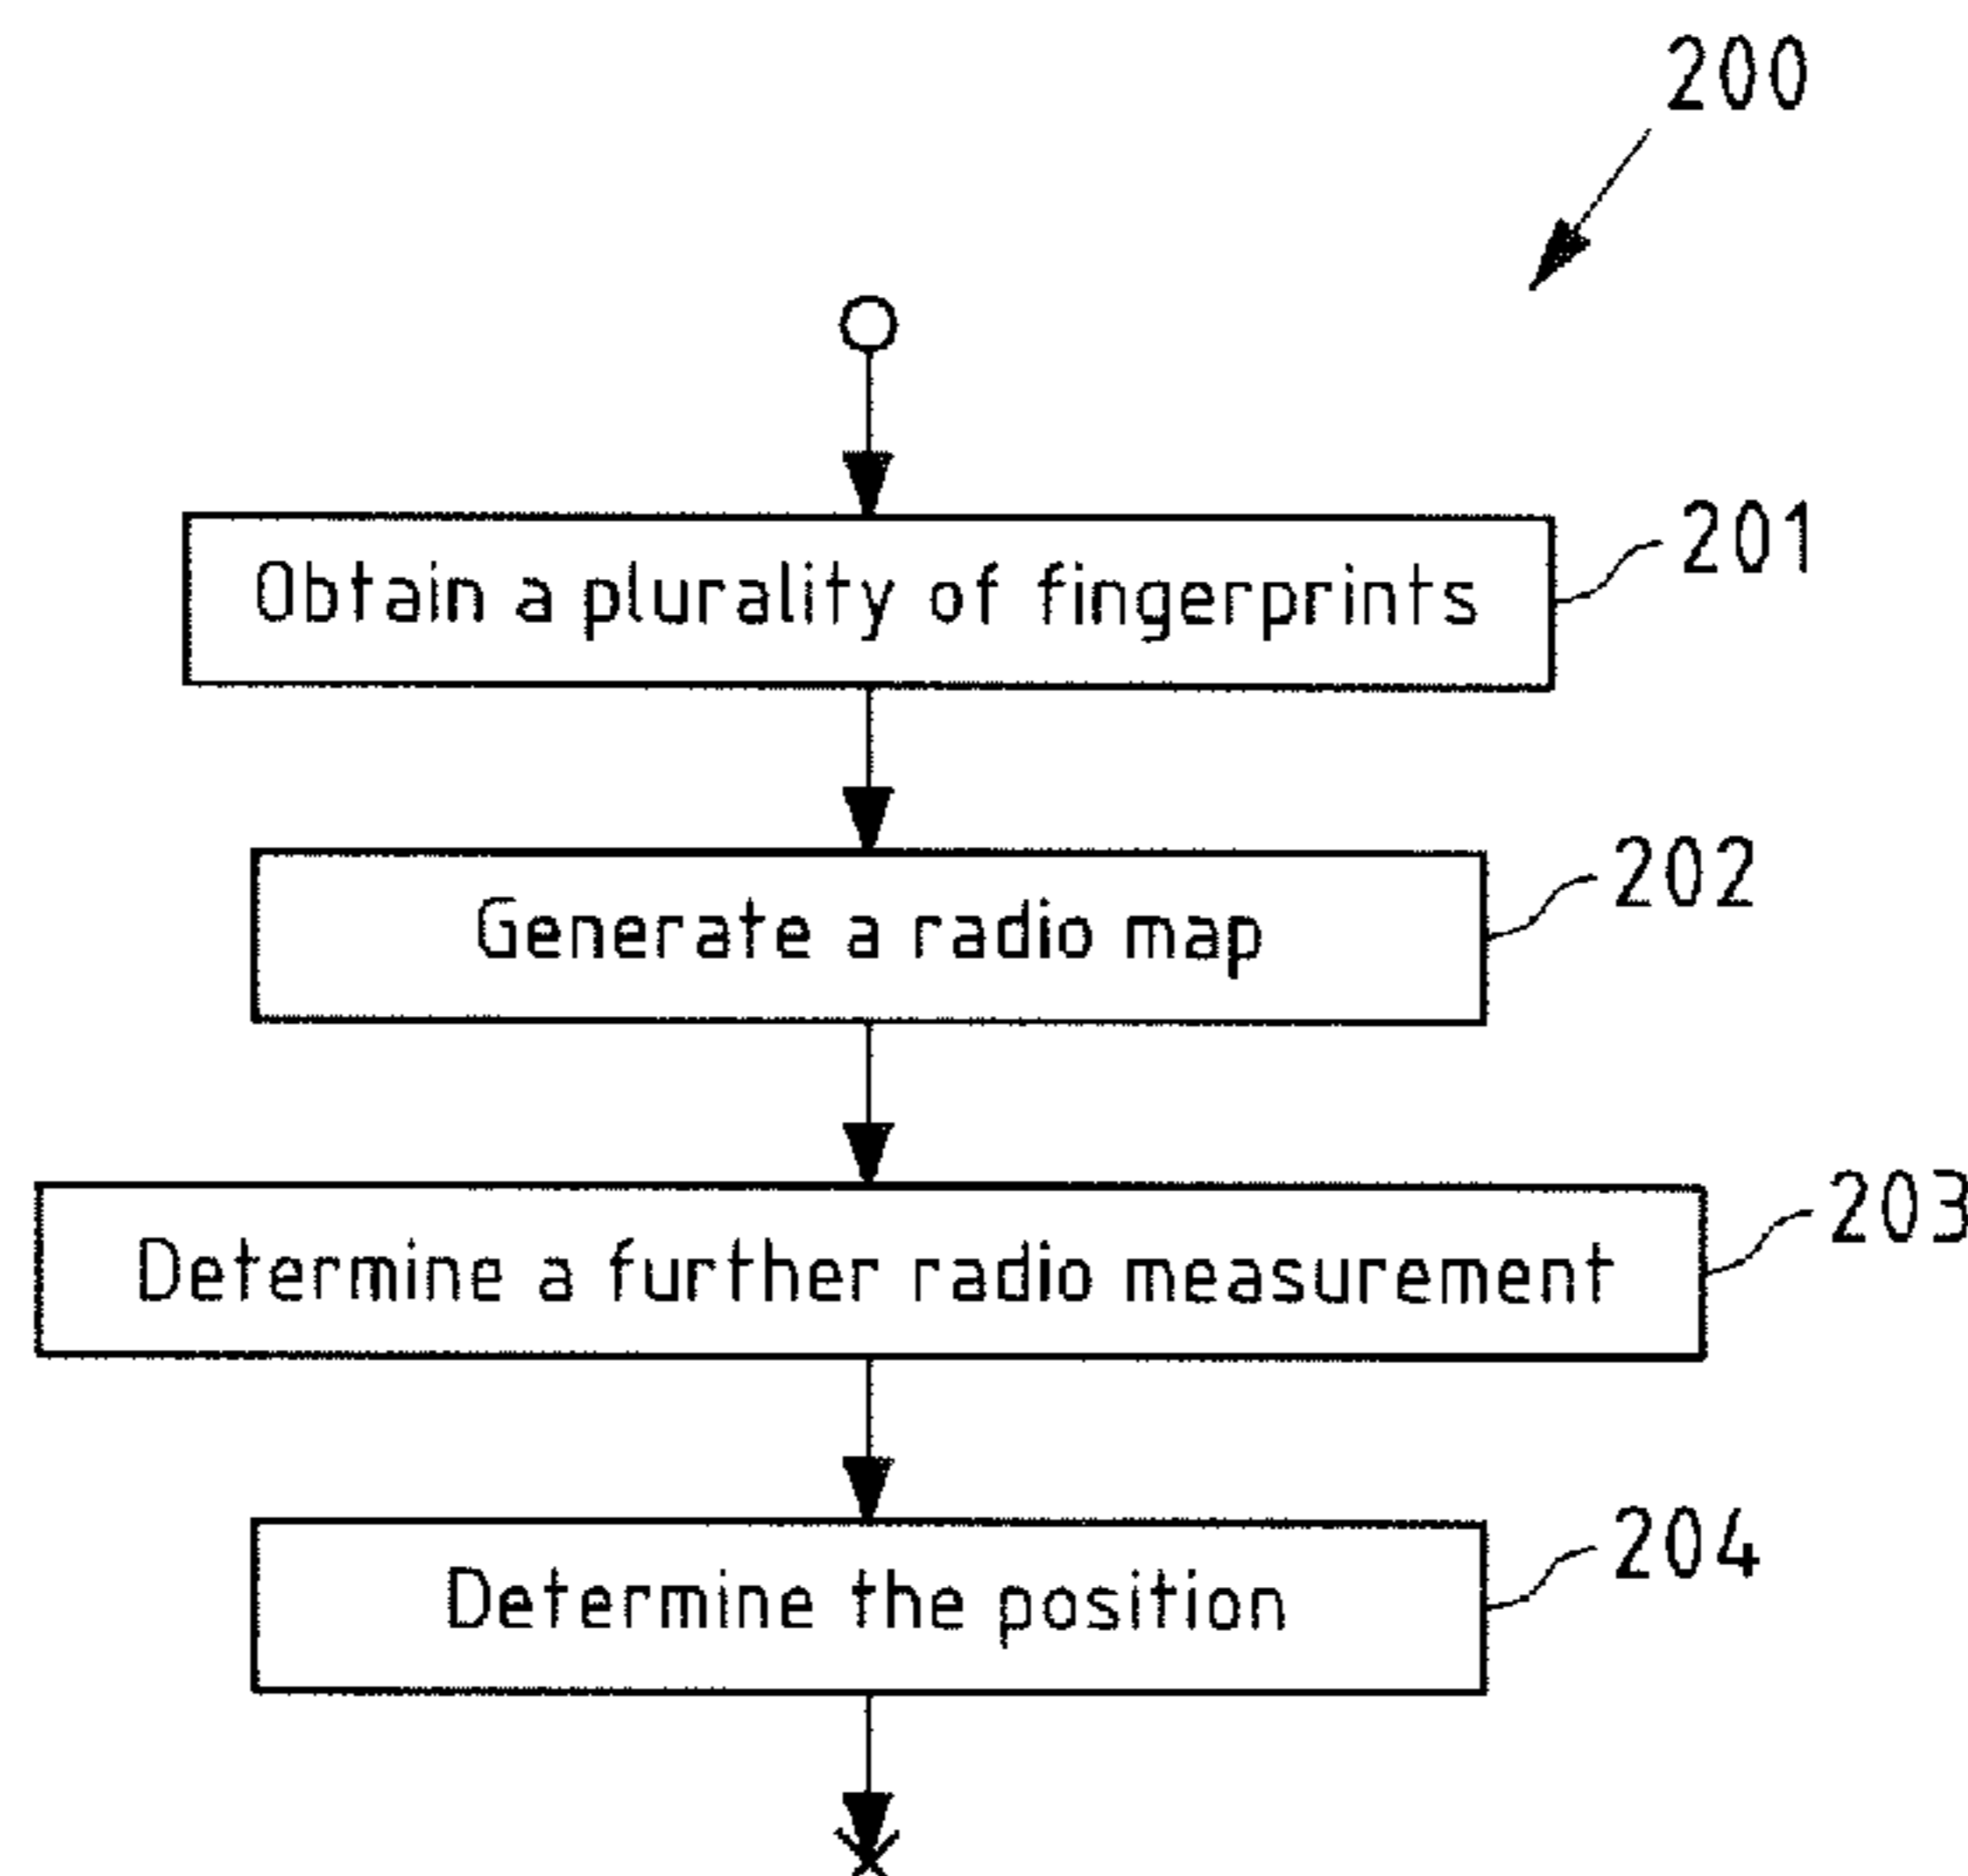 200
Obtain a plurality of fingerprints
201
Generate a radio map
202
Determine a further radio measurement
203
Determine the position
204